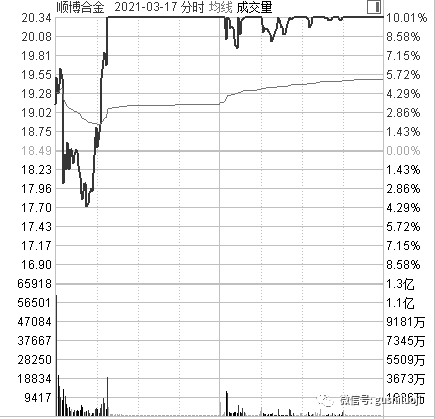 顺博合金 2021-03-17 分时 均线 成交量
20.34 10.01%
20.08 8.58%
19.81 7.15%
19.55 5.72%
19.28 4.29%
19.02 2.86%
18.75 1.43%
18.49 0.00%
18.23 1.43%
17.96 2.86%
17.70 4.29%
17.43 5.72%
17.17 7.15%
16.90 8.58%
65918 1.3亿
56501 1.1亿
47084 9181万
37667 7345万
28250 5509万
18834 3673万
9417
微信号: